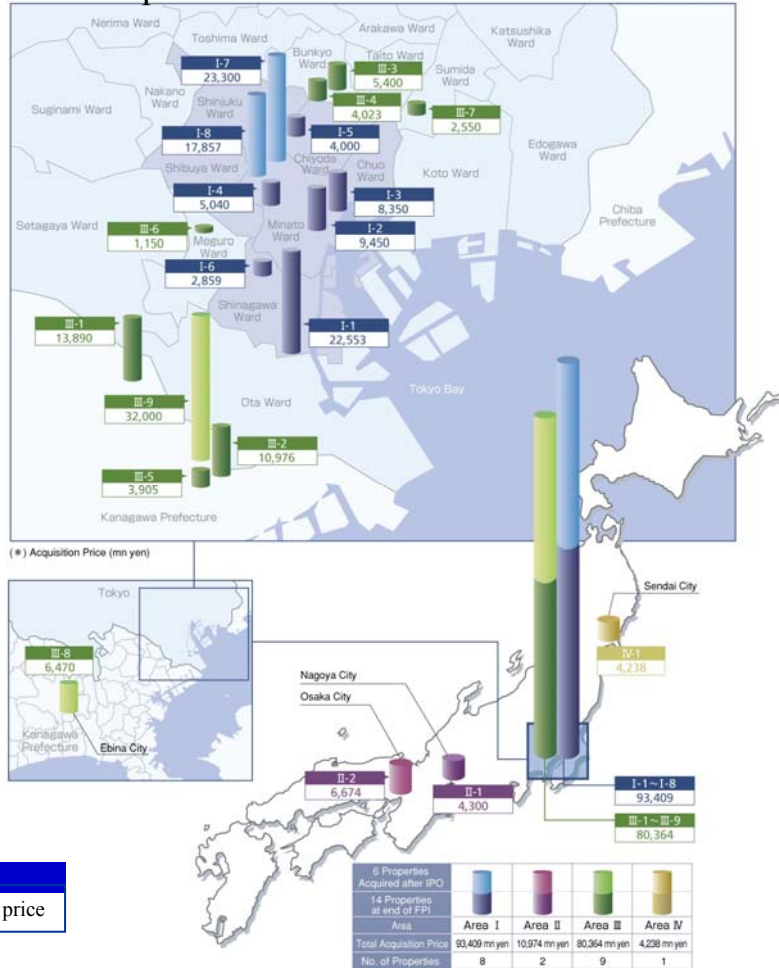 Nerima Ward
Toshima Ward
Arakawa Ward
Katsushika Ward
Bunkyo
Ward
Taito Ward
I-7
23,300
Ⅲ-3
5,400
Sumida
Ward
Nakano
Ward
Shinjuku
Ward
Ⅲ-4
4,023
Ⅲ-7
2,550
Suginami Ward
I-8
17,857
I-5
4,000
Edogawa
Ward
Shibuya Ward
Chiyoda
Ward
Chuo
Ward
Koto Ward
I-4
5,040
I-3
8,350
Chiba
Prefecture
Setagaya Ward
Ⅲ-6
1,150
Minato
Ward
I-2
9,450
Meguro
Ward
I-6
2,859
Shinagawa
Ward
Ⅲ-1
13,890
I-1
22,553
Tokyo Bay
Ⅲ-9
32,000
Ota Ward
Ⅲ-2
10,976
Ⅲ-5
3,905
Kanagawa Prefecture
(*) Acquisition Price (mn yen)
Tokyo
Sendai City
Ⅲ-8
6,470
Ⅳ-1
4,238
Nagoya City
Osaka City
Kanagawa
Prefecture
Ebina City
Ⅱ-2
6,674
Ⅱ-1
4,300
I-1~I-8
93,409
Ⅲ-1~Ⅲ-9
80,364
price
6 Properties
Acquired after IPO
14 Properties
at end of FPI
Area Area Ⅰ Area Ⅱ Area Ⅲ Area Ⅳ
Total Acquisition Price 93,409 mn yen 10,974 mn yen 80,364 mn yen 4,238 mn yen
No. of Properties 8 2 9 1